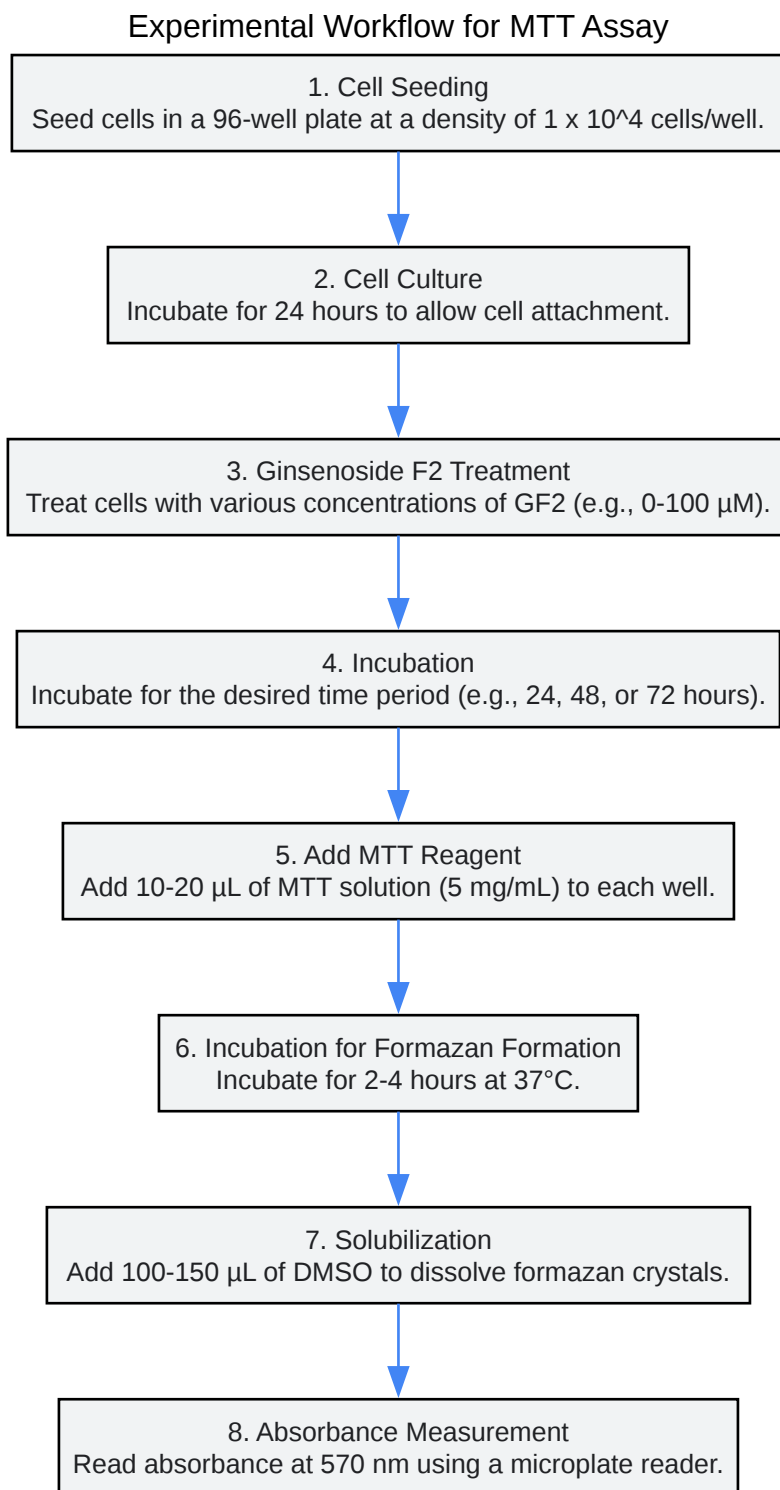 Experimental Workflow for MTT Assay
1. Cell Seeding
Seed cells in a 96-well plate at a density of 1 x 10^4 cells/well.
2. Cell Culture
Incubate for 24 hours to allow cell attachment.
3. Ginsenoside F2 Treatment
Treat cells with various concentrations of GF2 (e.g., 0-100 µM).
4. Incubation
Incubate for the desired time period (e.g., 24, 48, or 72 hours).
5. Add MTT Reagent
Add 10-20 µL of MTT solution (5 mg/mL) to each well.
6. Incubation for Formazan Formation
Incubate for 2-4 hours at 37°C.
7. Solubilization
Add 100-150 µL of DMSO to dissolve formazan crystals.
8. Absorbance Measurement
Read absorbance at 570 nm using a microplate reader.